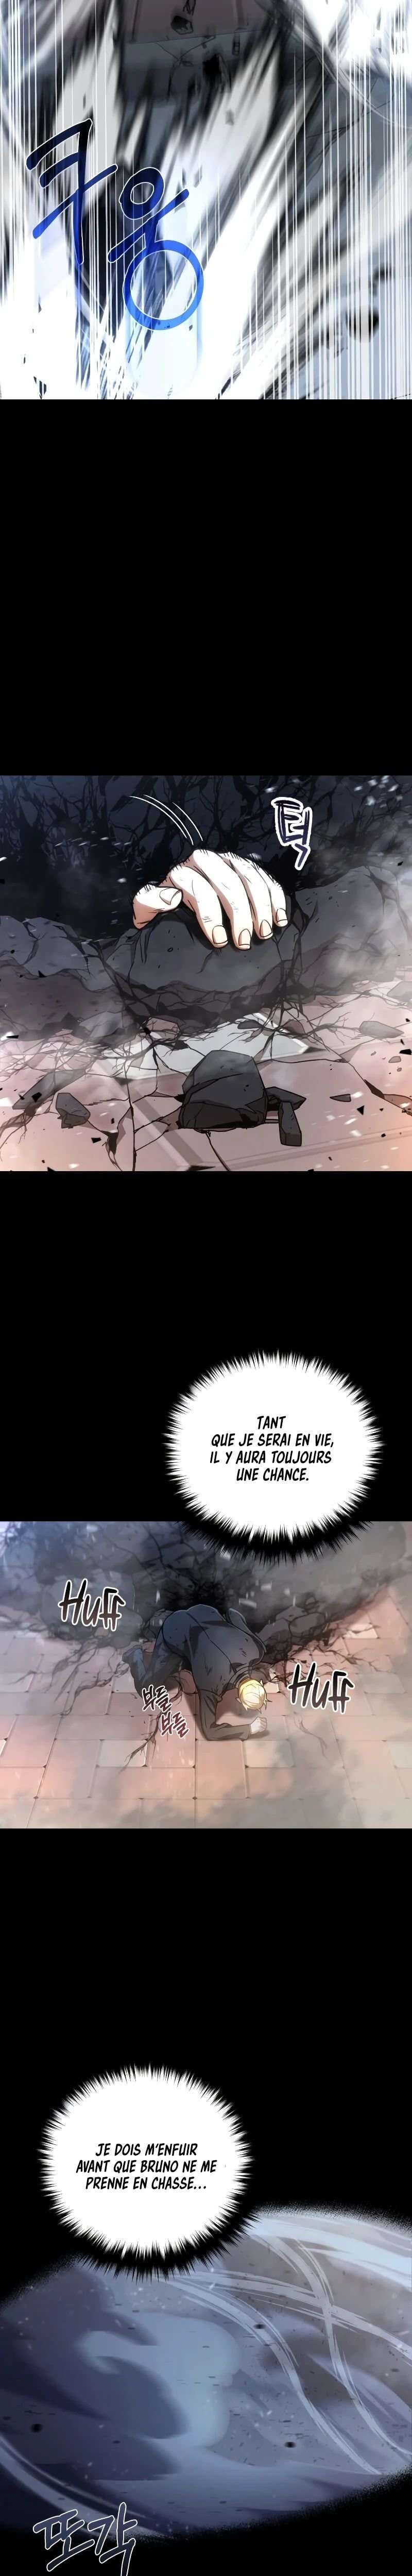 쿠웅
턱
TANT
QUE JE SERAI EN VIE,
IL Y AURA TOUJOURS
UNE CHANCE.
Huff
Huff
부들
부들
JE DOIS M'ENFUIR
AVANT QUE BRUNO NE ME
PRENNE EN CHASSE...
또각